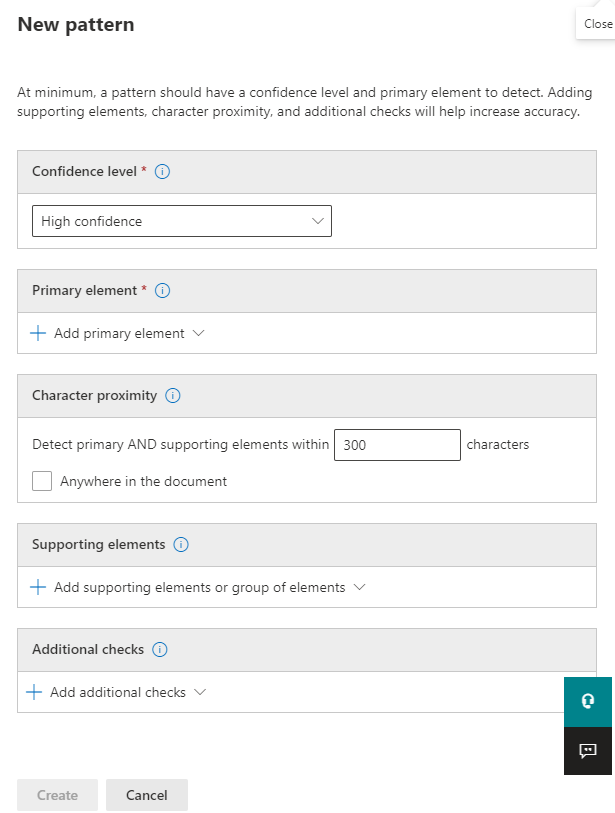 New pattern
Close
At minimum, a pattern should have a confidence level and primary element to detect. Adding
supporting elements, character proximity, and additional checks will help increase accuracy.
Confidence level *
High confidence
Primary element *
Add primary element
Character proximity
Detect primary AND supporting elements within 300 characters
Anywhere in the document
Supporting elements
Add supporting elements or group of elements
Additional checks
Add additional checks
Create Cancel